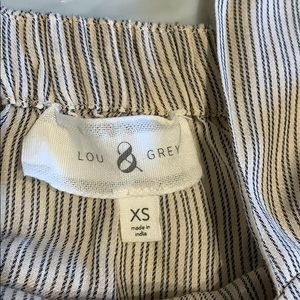 LOU & GREY
XS
made in
india